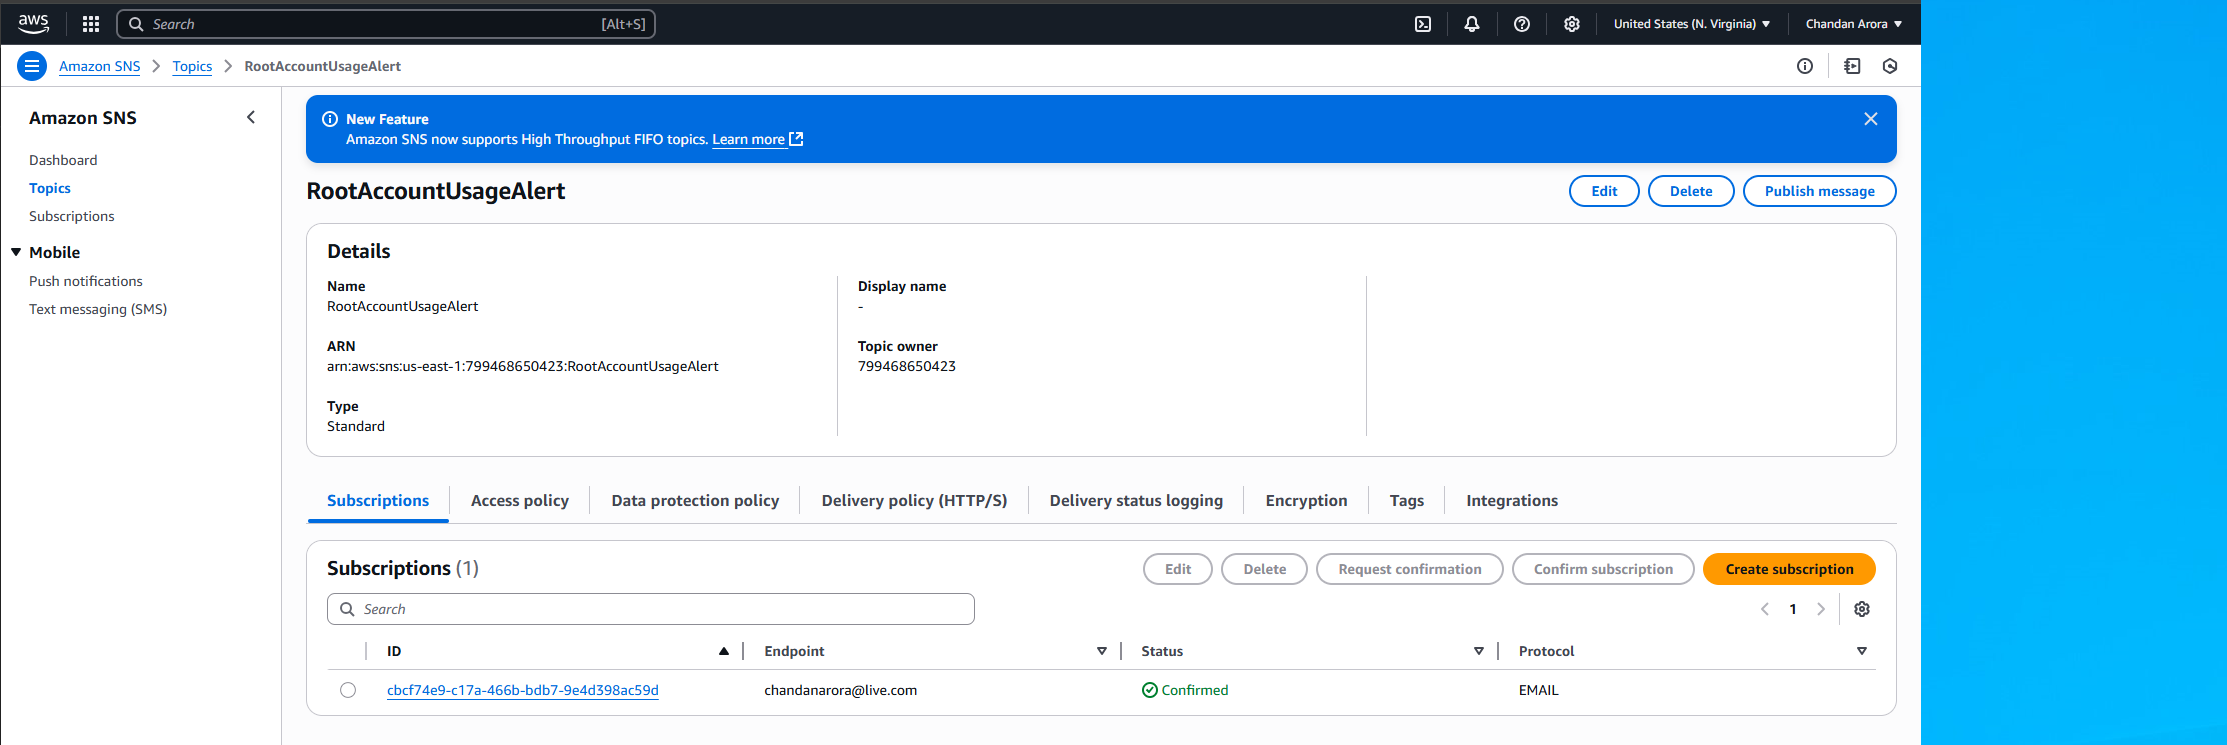 aws
Search [Alt+S]
United States (N. Virginia) Chandan Arora
Amazon SNS Topics RootAccountUsageAlert
Amazon SNS
Dashboard
Topics
Subscriptions
Mobile
Push notifications
Text messaging (SMS)
New Feature
Amazon SNS now supports High Throughput FIFO topics. Learn more
RootAccountUsageAlert
Edit Delete Publish message
Details
Name
RootAccountUsageAlert
ARN
arn:aws:sns:us-east-1:799468650423:RootAccountUsageAlert
Type
Standard
Display name
-
Topic owner
799468650423
Subscriptions Access policy Data protection policy Delivery policy (HTTP/S) Delivery status logging Encryption Tags Integrations
Subscriptions (1)
Edit Delete Request confirmation Confirm subscription Create subscription
Search
1
ID Endpoint Status Protocol
cbcf74e9-c17a-466b-bdb7-9e4d398ac59d chandanarora@live.com Confirmed EMAIL